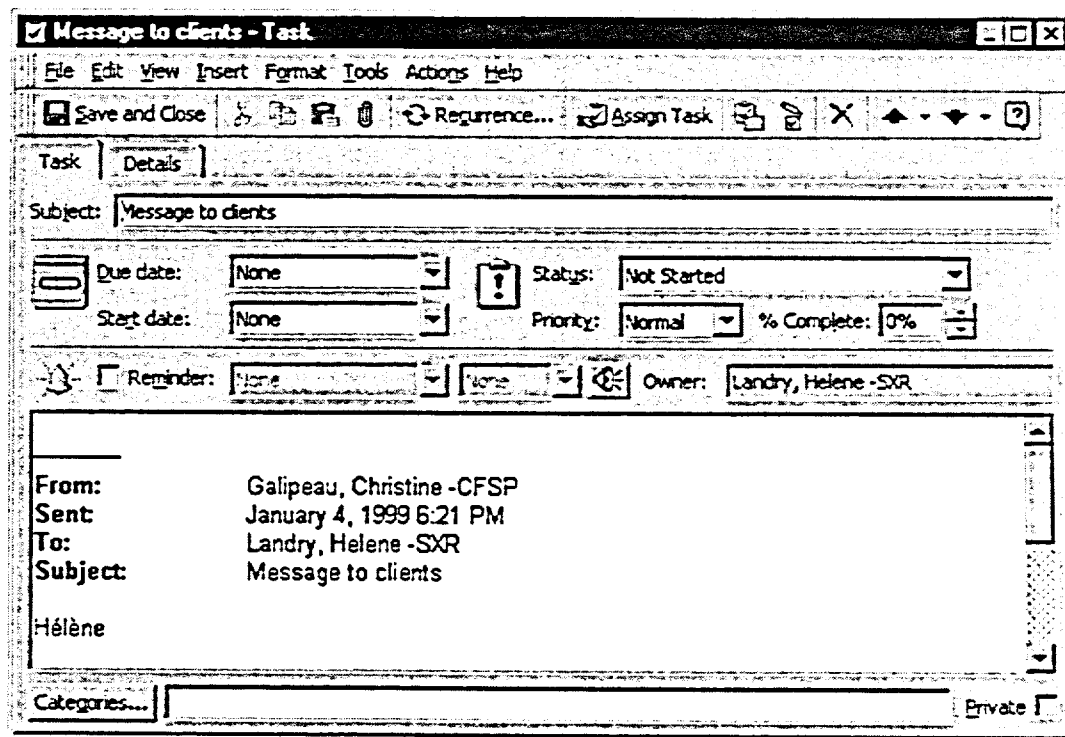 Message to clients - Task
File Edit View Insert Format Tools Actions Help
Save and Close Recurrence... Assign Task
Task Details
Subject: Message to clients
Due date: None Status: Not Started
Start date: None Priority: Normal % Complete: 0%
Reminder: None None Owner: Landry, Helene -SXR
From: Galipeau, Christine -CFSP
Sent: January 4, 1999 6:21 PM
To: Landry, Helene -SXR
Subject: Message to clients
Hélène
Categories... Private